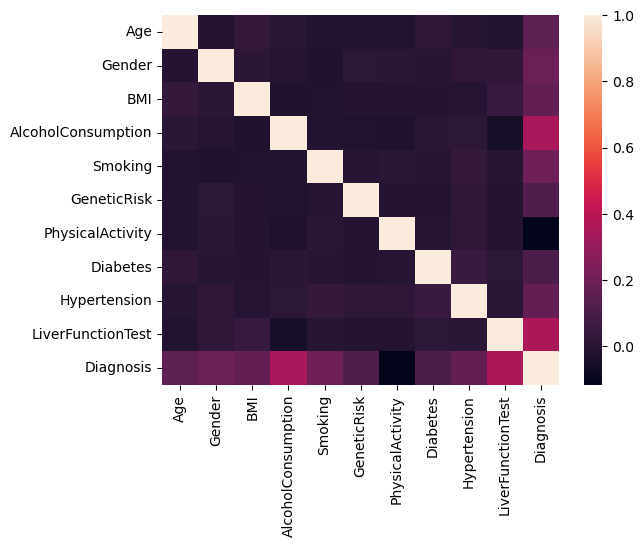 Age
Gender
BMI
AlcoholConsumption
Smoking
GeneticRisk
PhysicalActivity
Diabetes
Hypertension
LiverFunctionTest
Diagnosis
Age
Gender
BMI
AlcoholConsumption
Smoking
GeneticRisk
PhysicalActivity
Diabetes
Hypertension
LiverFunctionTest
Diagnosis
1.0
0.8
0.6
0.4
0.2
0.0